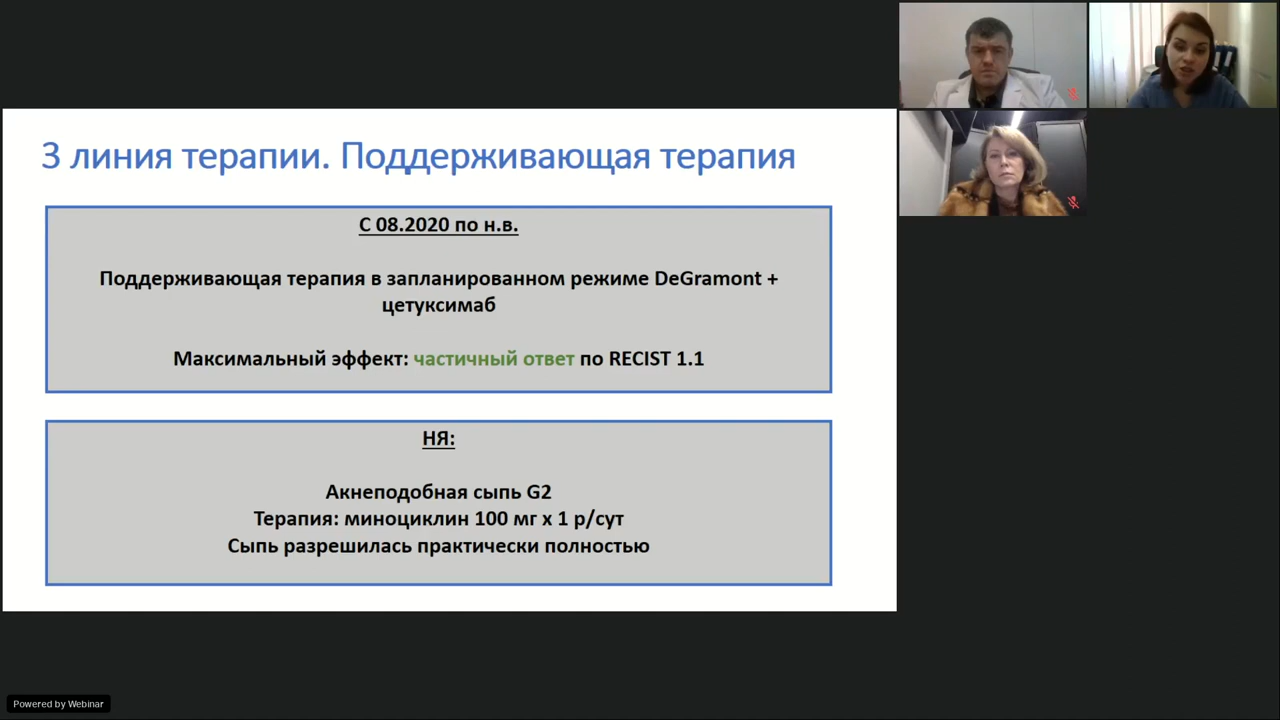 3 линия терапии. Поддерживающая терапия
С 08.2020 по н.в.
Поддерживающая терапия в запланированном режиме DeGramont +
цетуксимаб
Максимальный эффект: частичный ответ по RECIST 1.1
НЯ:
Акнеподобная сыпь G2
Терапия: миноциклин 100 мг х 1 р/сут
Сыпь разрешилась практически полностью
Powered by Webinar